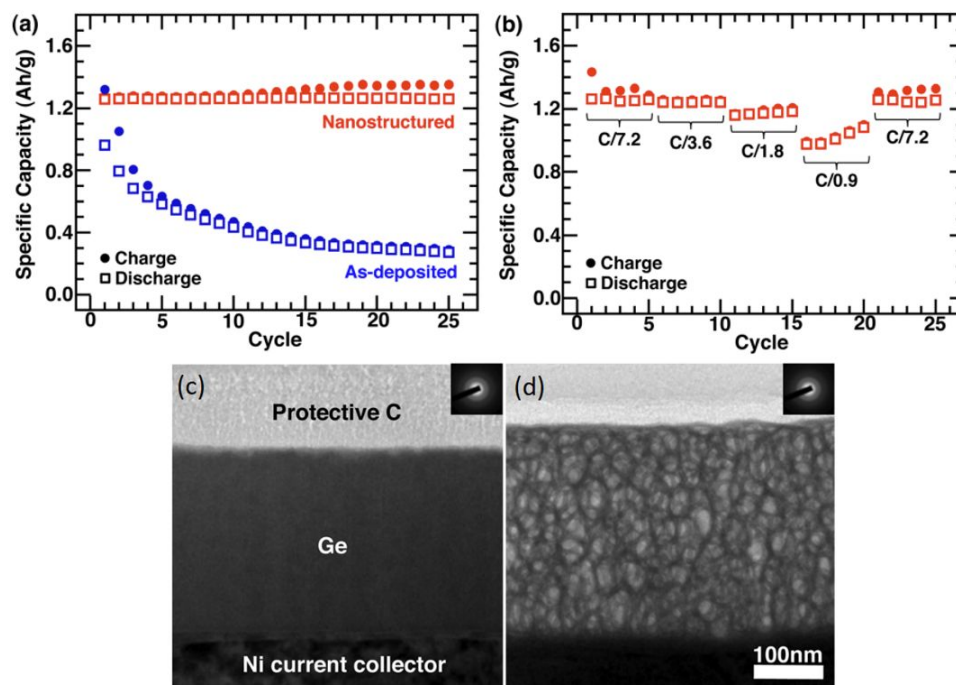 (a)
Specific Capacity (Ah/g)
1.6
1.2
0.8
0.4
0.0
Nanostructured
As-deposited
Charge
Discharge
0 5 10 15 20 25
Cycle
(b)
Specific Capacity (Ah/g)
1.6
1.2
0.8
0.4
0.0
C/7.2
C/3.6
C/1.8
C/0.9
C/7.2
Charge
Discharge
0 5 10 15 20 25
Cycle
(c)
Protective C
Ge
Ni current collector
(d)
100nm